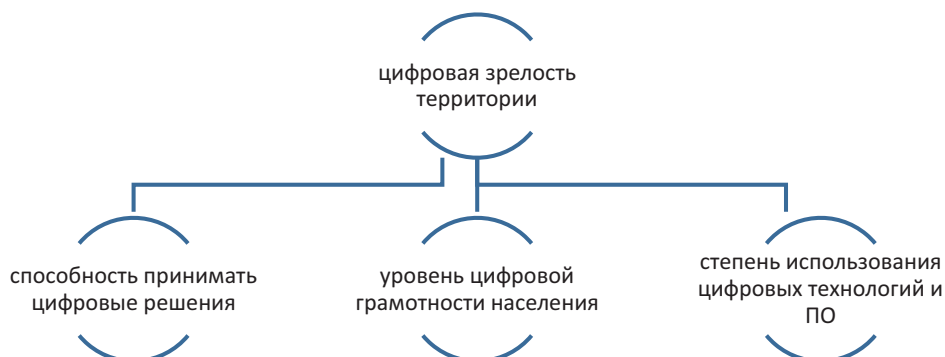 цифровая зрелость
территории
способность принимать
цифровые решения
уровень цифровой
грамотности населения
степень использования
цифровых технологий и
ПО